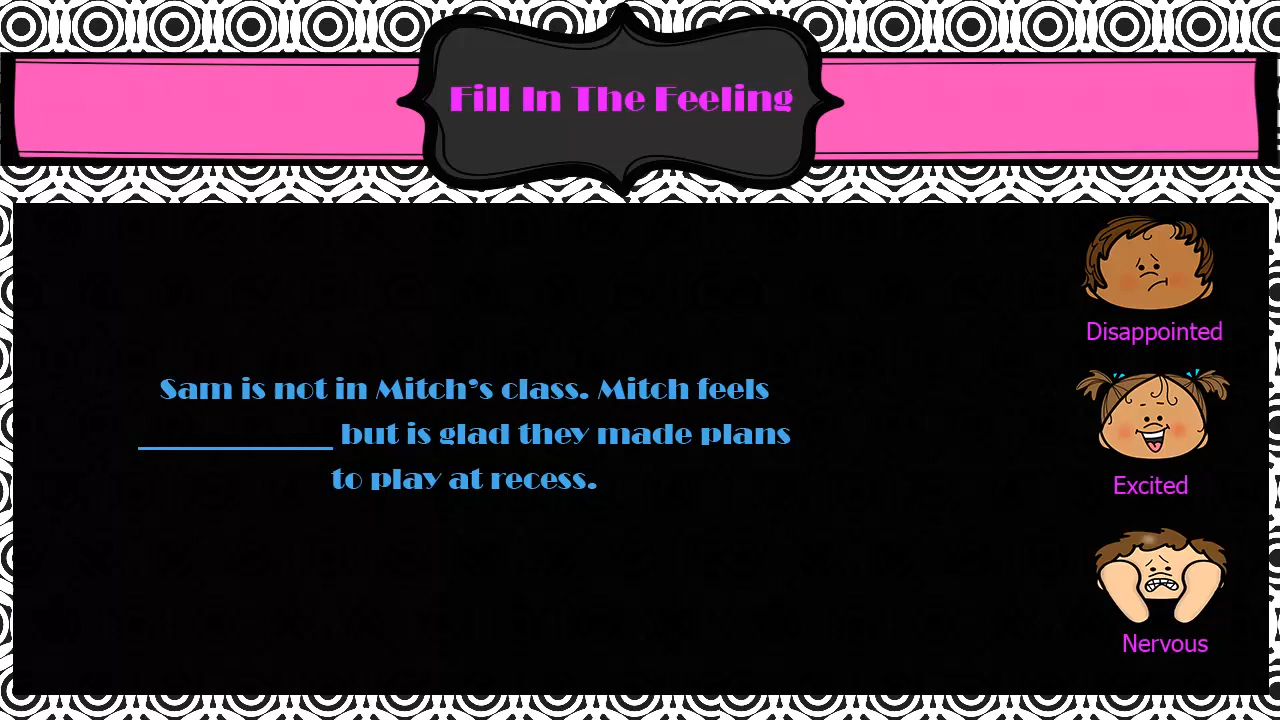 Fill In The Feeling
Sam is not in Mitch's class. Mitch feels
_____________ but is glad they made plans
to play at recess.
Disappointed
Excited
Nervous